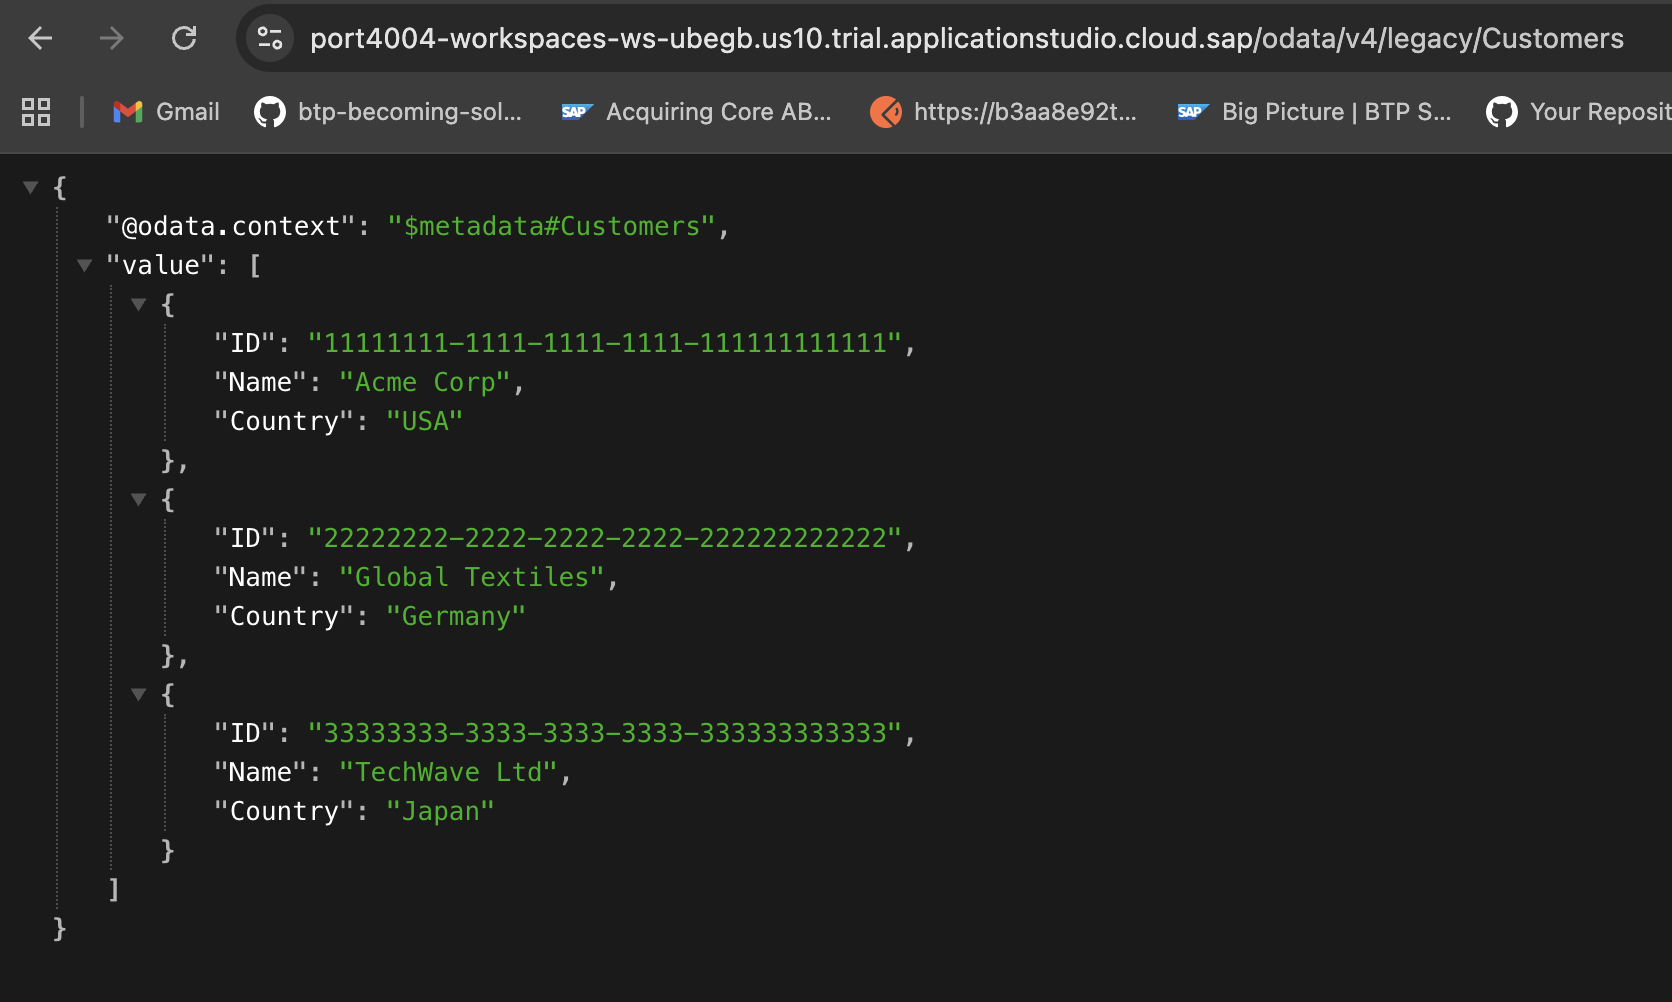 port4004-workspaces-ws-ubegb.us10.trial.applicationstudio.cloud.sap/odata/v4/legacy/Customers
Gmail btp-becoming-sol... SAP Acquiring Core AB... https://b3aa8e92t... SAP Big Picture | BTP S... Your Reposit
{
"@odata.context": "$metadata#Customers",
"value": [
{
"ID": "11111111-1111-1111-1111-111111111111",
"Name": "Acme Corp",
"Country": "USA"
},
{
"ID": "22222222-2222-2222-2222-222222222222",
"Name": "Global Textiles",
"Country": "Germany"
},
{
"ID": "33333333-3333-3333-3333-333333333333",
"Name": "TechWave Ltd",
"Country": "Japan"
}
]
}